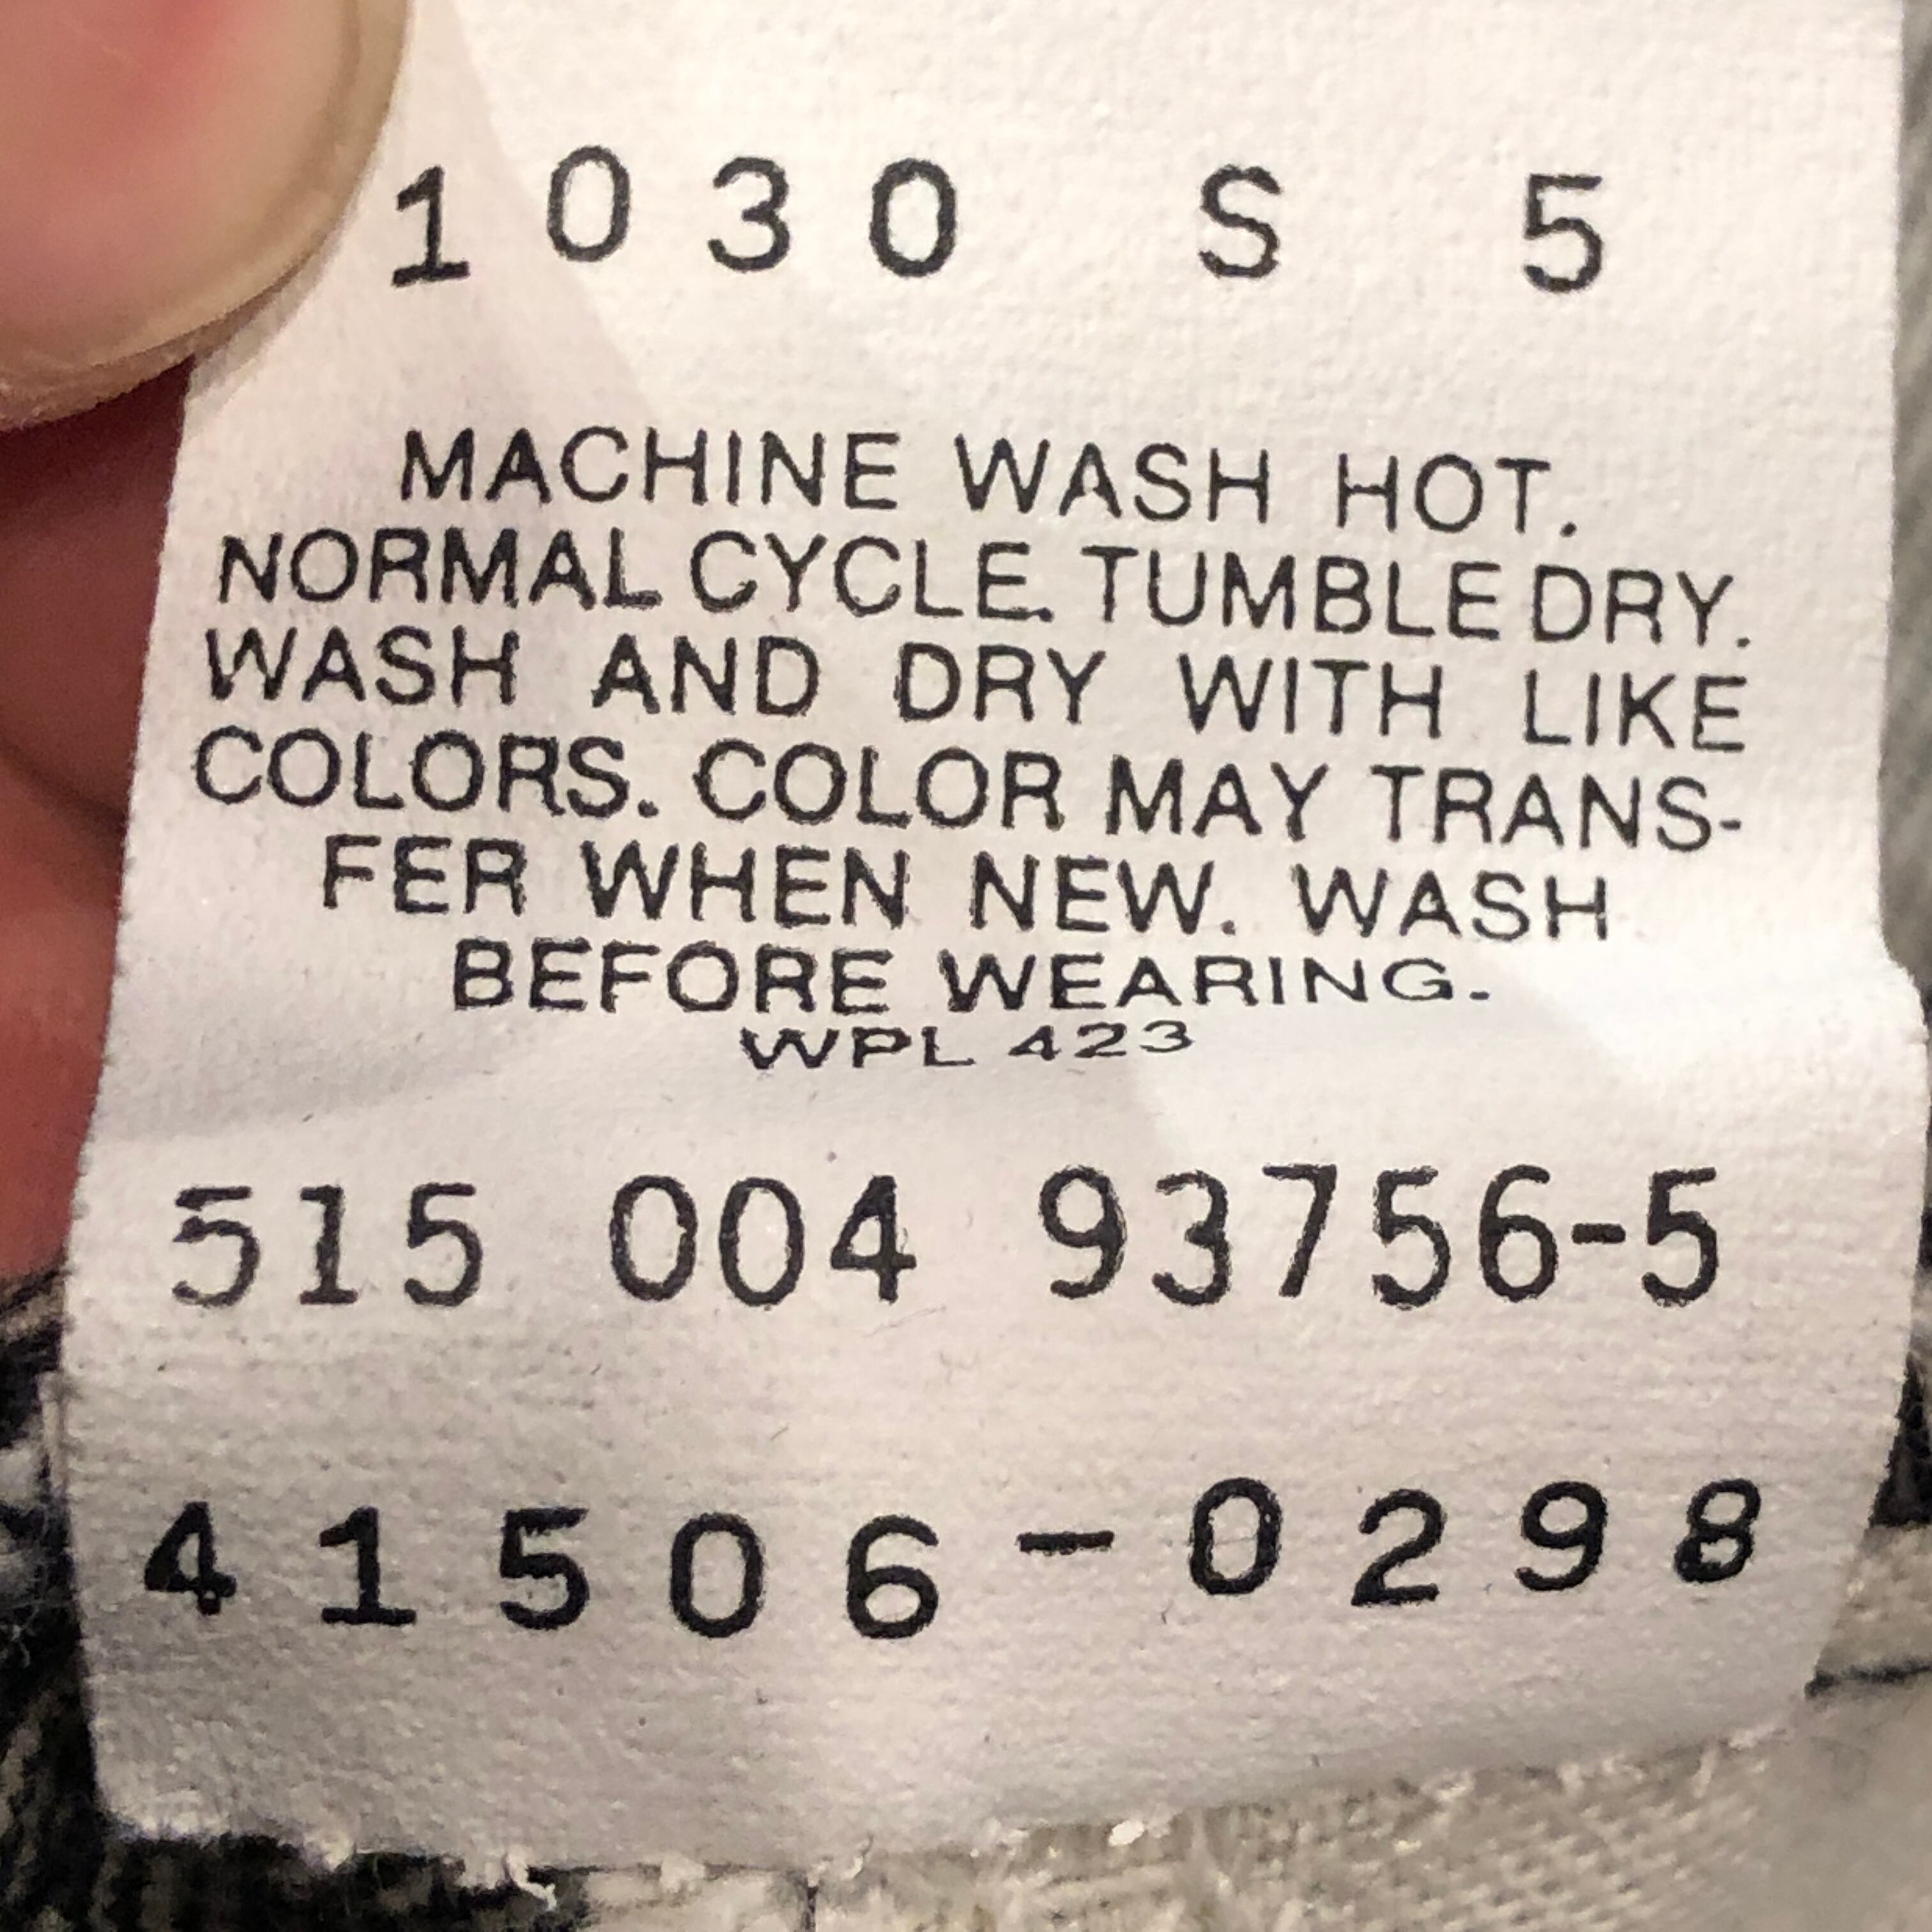 1030 S 5
MACHINE WASH HOT.
NORMAL CYCLE. TUMBLE DRY.
WASH AND DRY WITH LIKE
COLORS. COLOR MAY TRANS-
FER WHEN NEW. WASH
BEFORE WEARING.
WPL 423
515 004 93756-5
41506-0298